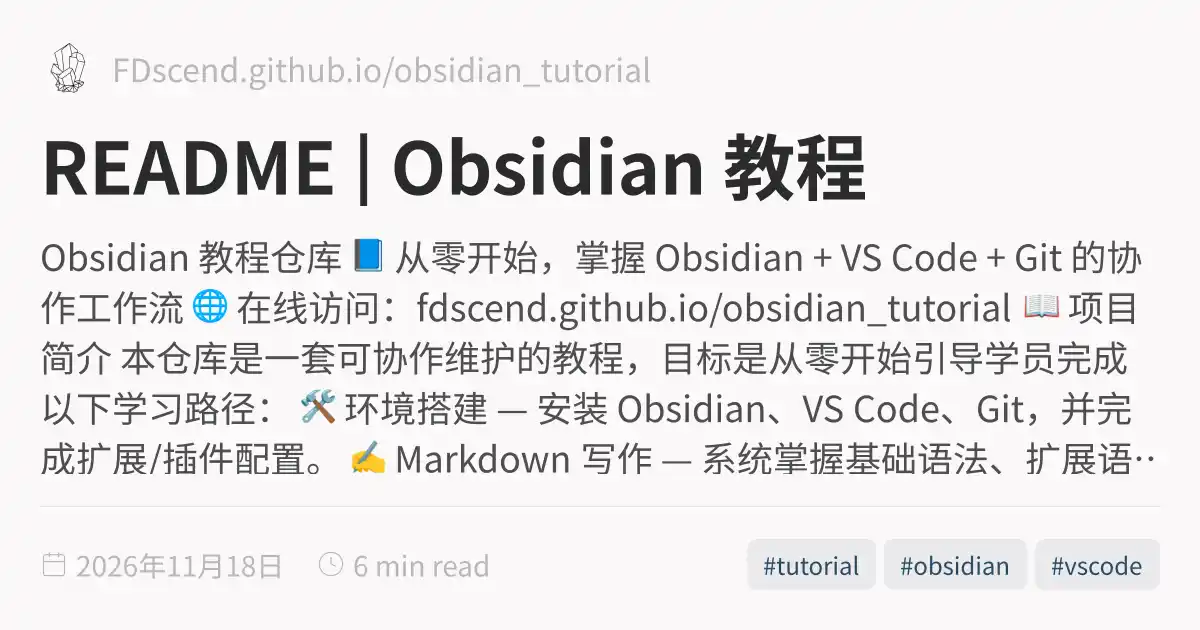 FDscend.github.io/obsidian_tutorial
README | Obsidian 教程
Obsidian 教程仓库 📘 从零开始，掌握 Obsidian + VS Code + Git 的协
作工作流 🌐 在线访问：fdscend.github.io/obsidian_tutorial 📖 项目
简介 本仓库是一套可协作维护的教程，目标是从零开始引导学员完成
以下学习路径： 🛠️ 环境搭建 — 安装 Obsidian、VS Code、Git，并完
成扩展/插件配置。 ✍️ Markdown 写作 — 系统掌握基础语法、扩展语··
2026年11月18日 6 min read #tutorial #obsidian #vscode